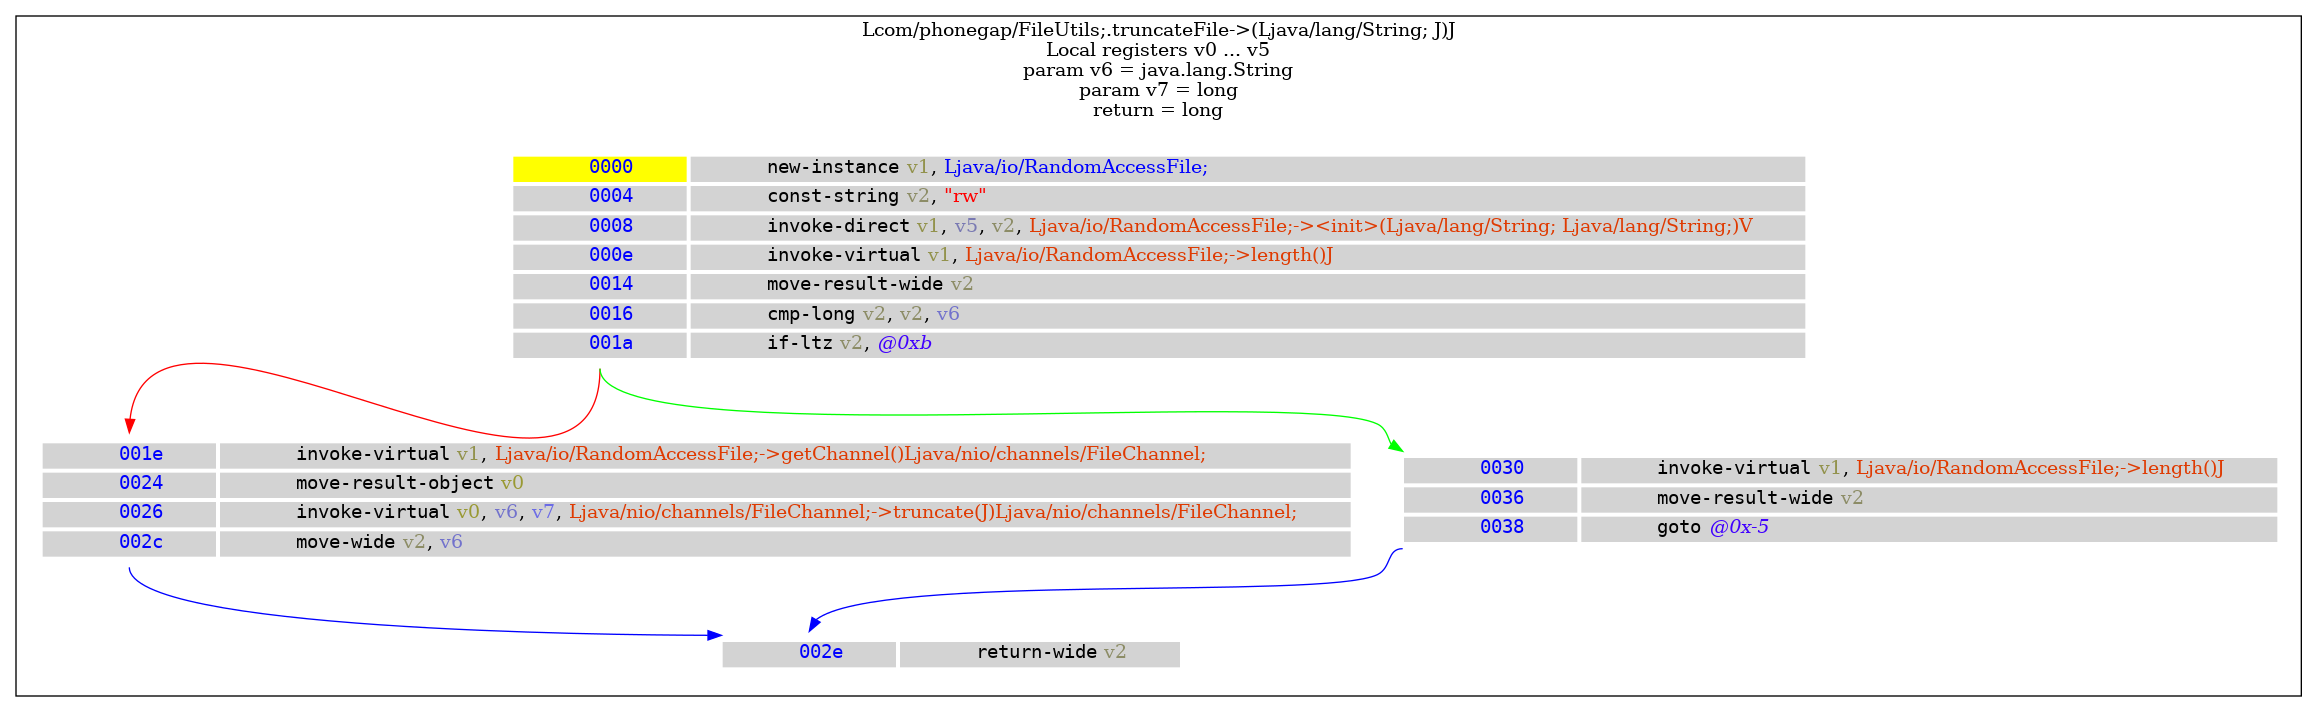 Lcom/phonegap/FileUtils;.truncateFile->(Ljava/lang/String; J)J
Local registers v0 ... v5
param v6 = java.lang.String
param v7 = long
return = long
0000 new-instance v1, Ljava/io/RandomAccessFile;
0004 const-string v2, "rw"
0008 invoke-direct v1, v5, v2, Ljava/io/RandomAccessFile;-><init>(Ljava/lang/String; Ljava/lang/String;)V
000e invoke-virtual v1, Ljava/io/RandomAccessFile;->length()J
0014 move-result-wide v2
0016 cmp-long v2, v2, v6
001a if-ltz v2, @0xb
001e invoke-virtual v1, Ljava/io/RandomAccessFile;->getChannel()Ljava/nio/channels/FileChannel;
0024 move-result-object v0
0026 invoke-virtual v0, v6, v7, Ljava/nio/channels/FileChannel;->truncate(J)Ljava/nio/channels/FileChannel;
002c move-wide v2, v6
0030 invoke-virtual v1, Ljava/io/RandomAccessFile;->length()J
0036 move-result-wide v2
0038 goto @0x-5
002e return-wide v2